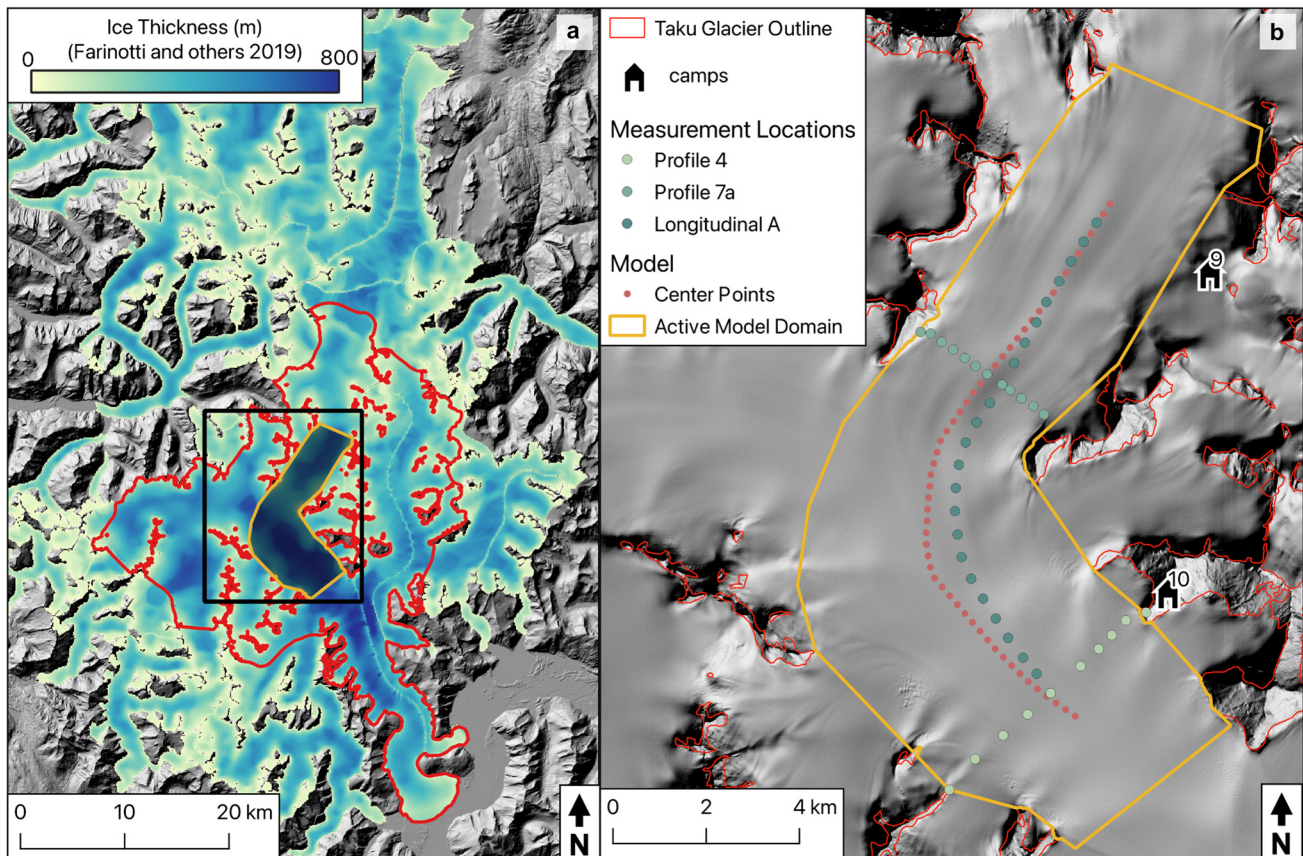 Ice Thickness (m)
(Farinotti and others 2019)
0 800
a
0 10 20 km
N
Taku Glacier Outline
camps
Measurement Locations
Profile 4
Profile 7a
Longitudinal A
Model
Center Points
Active Model Domain
b
9
10
0 2 4 km
N